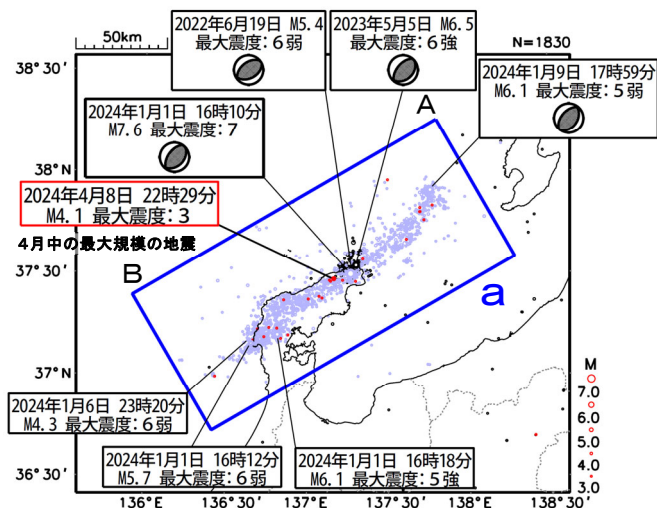 50km
2022年6月19日 M5.4
最大震度：６弱
2023年5月5日 M6.5
最大震度：６強
N=1830
2024年1月9日 17時59分
M6.1 最大震度：５弱
2024年1月1日 16時10分
M7.6 最大震度：７
2024年4月8日 22時29分
M4.1 最大震度：３
４月中の最大規模の地震
A
B
a
38°30′
38°N
37°30′
37°N
36°30′
2024年1月6日 23時20分
M4.3 最大震度：６弱
2024年1月1日 16時12分
M5.7 最大震度：６弱
2024年1月1日 16時18分
M6.1 最大震度：５強
M
7.0
6.0
5.0
4.0
3.0
136°E
136°30′
137°E
137°30′
138°E
138°30′